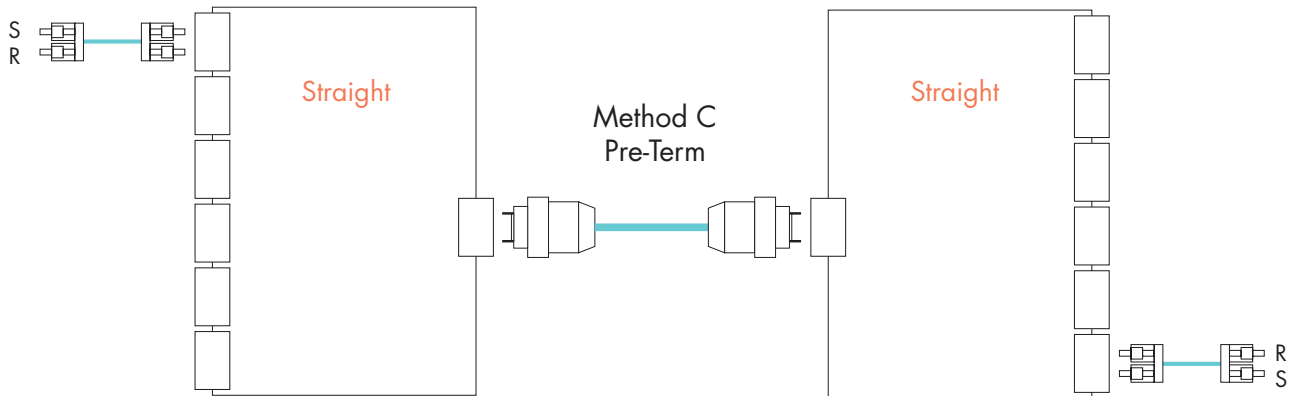 S
R
Straight
Method C
Pre-Term
Straight
R
S